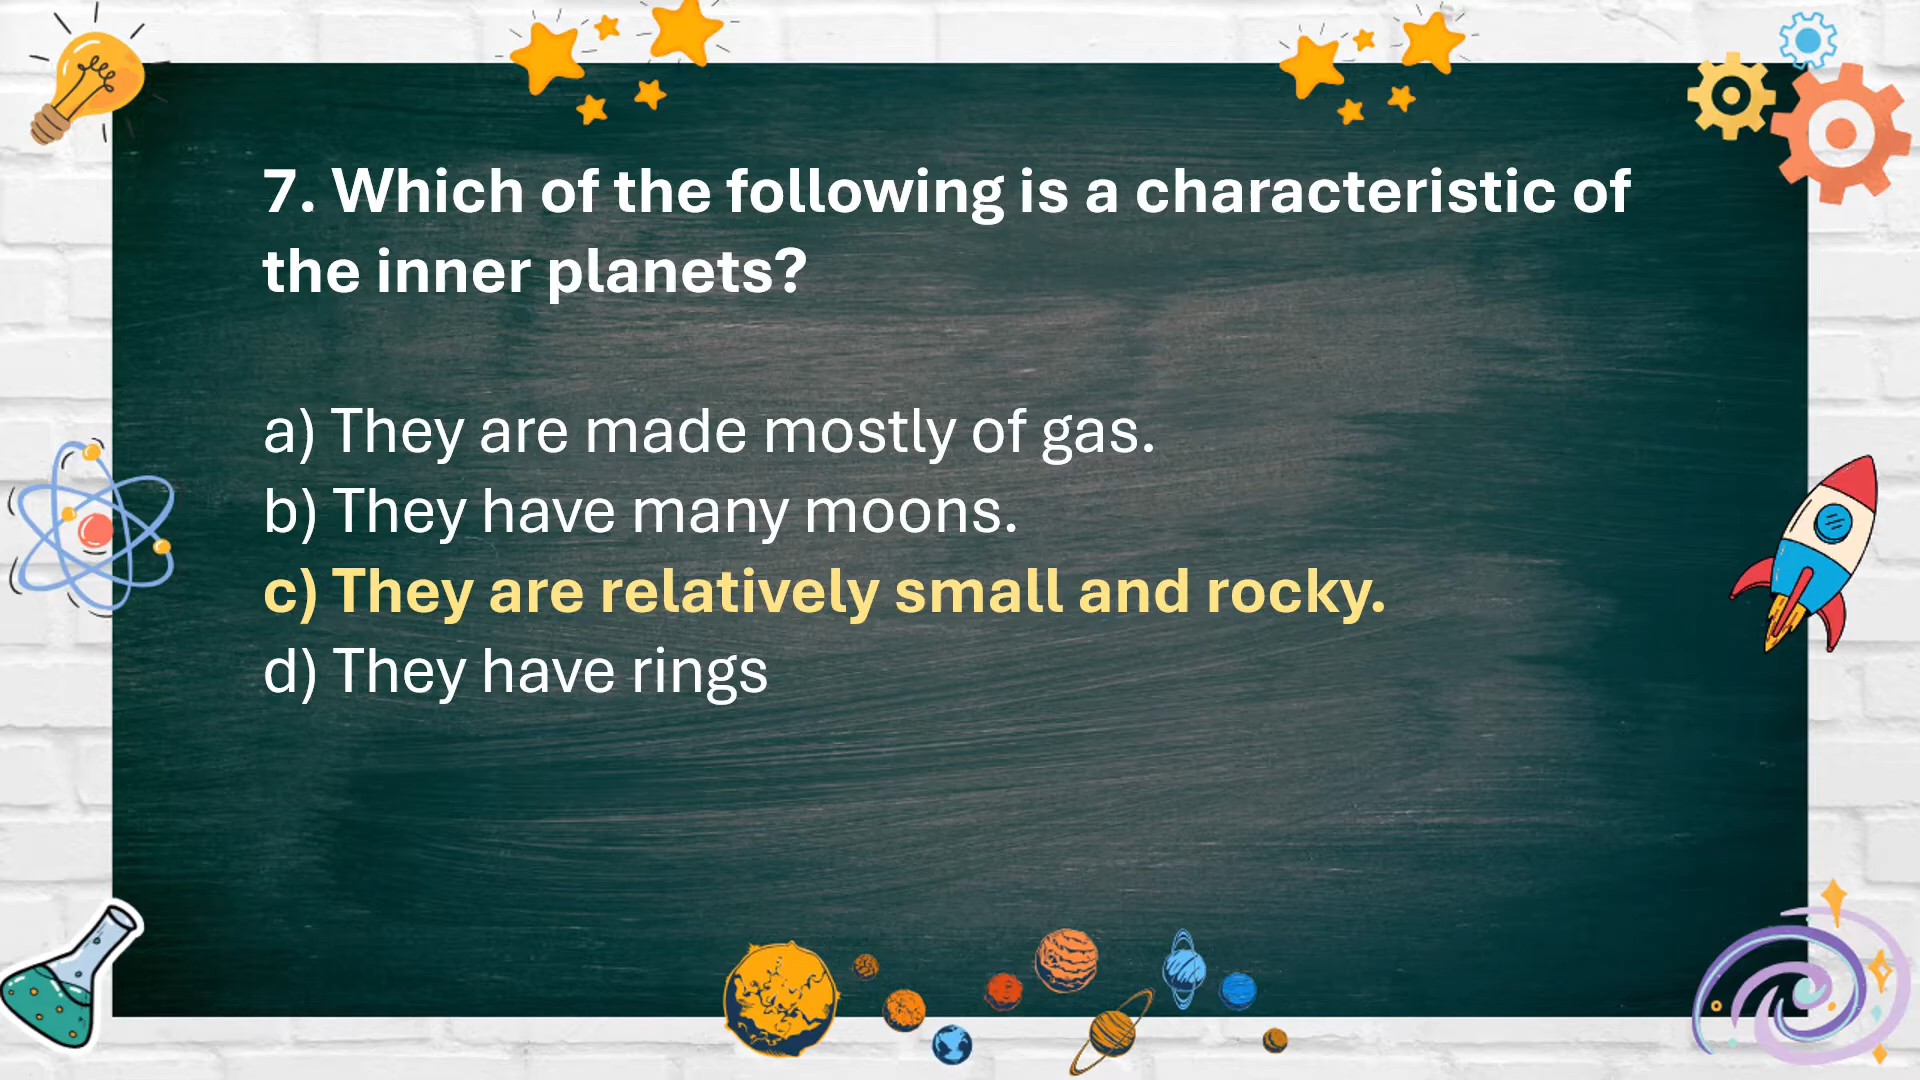 7. Which of the following is a characteristic of
the inner planets?
a) They are made mostly of gas.
b) They have many moons.
c) They are relatively small and rocky.
d) They have rings